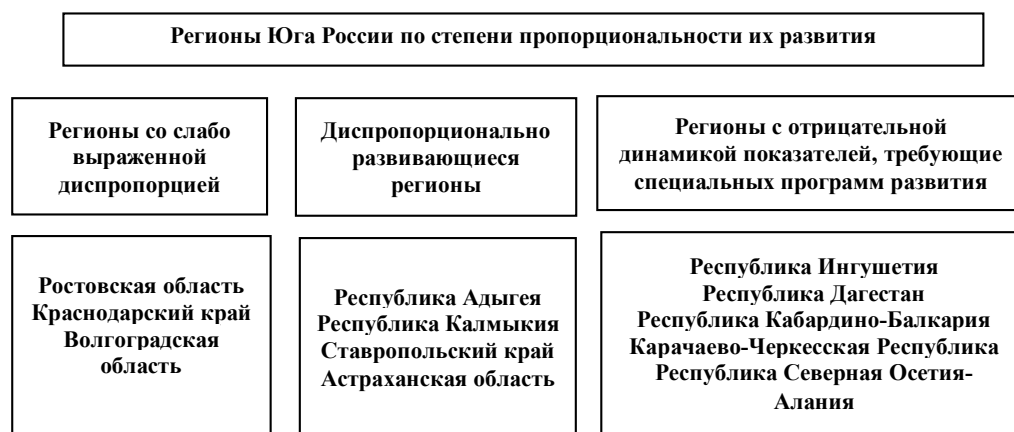 Регионы Юга России по степени пропорциональности их развития
Регионы со слабо
выраженной
диспропорцией
Диспропорционально
развивающиеся
регионы
Регионы с отрицательной
динамикой показателей, требующие
специальных программ развития
Ростовская область
Краснодарский край
Волгоградская
область
Республика Адыгея
Республика Калмыкия
Ставропольский край
Астраханская область
Республика Ингушетия
Республика Дагестан
Республика Кабардино-Балкария
Карачаево-Черкесская Республика
Республика Северная Осетия-
Алания